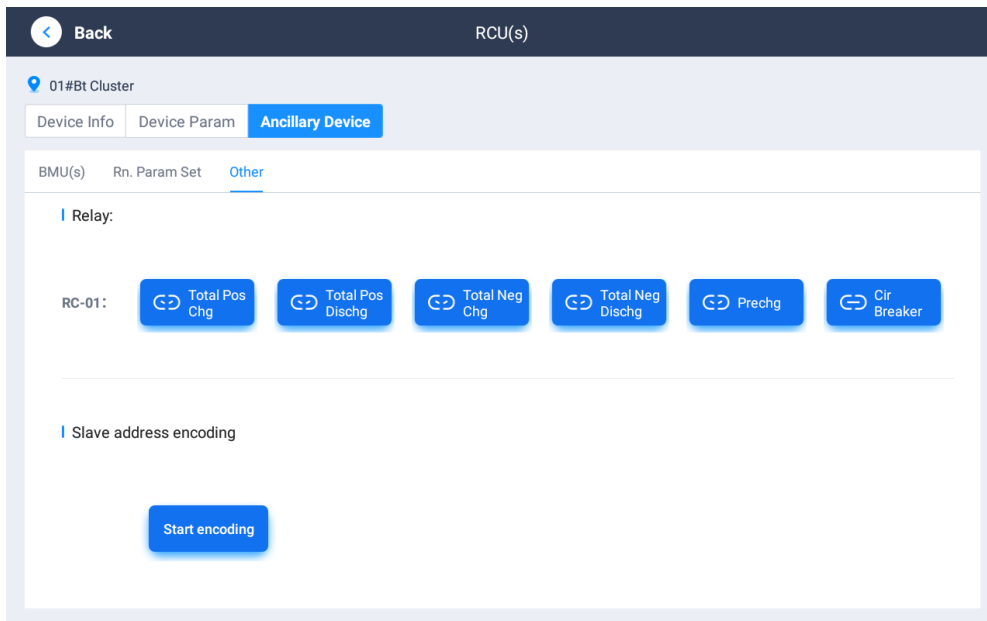 Back
RCU(s)
01#Bt Cluster
Device Info
Device Param
Ancillary Device
BMU(s)
Rn. Param Set
Other
Relay:
RC-01:
Total Pos
Chg
Total Pos
Dischg
Total Neg
Chg
Total Neg
Dischg
Prechg
Cir
Breaker
Slave address encoding
Start encoding